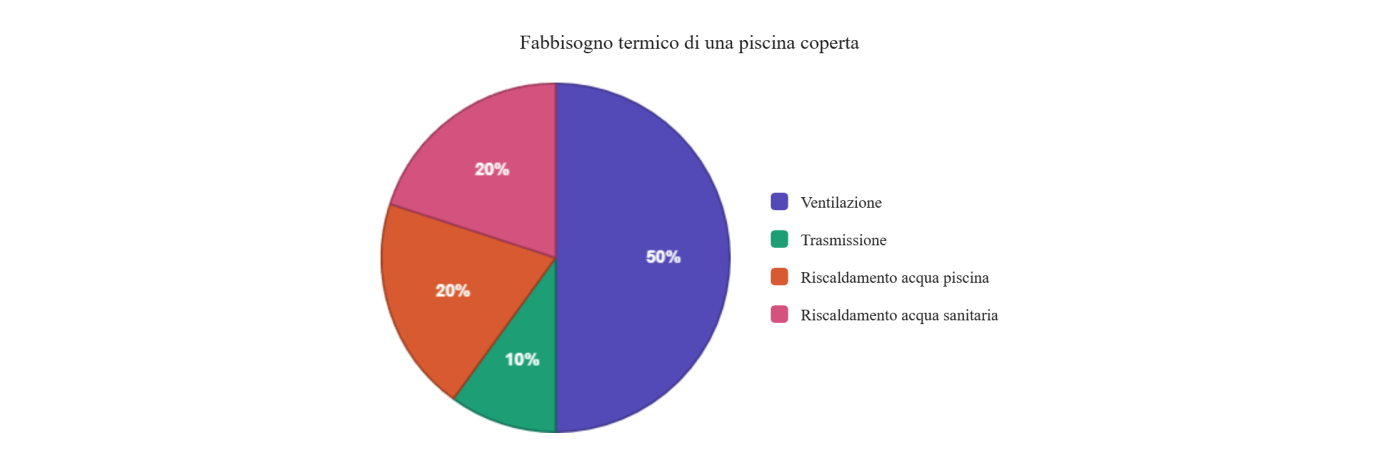 Fabbisogno termico di una piscina coperta
20%
50%
20%
10%
Ventilazione
Trasmissione
Riscaldamento acqua piscina
Riscaldamento acqua sanitaria